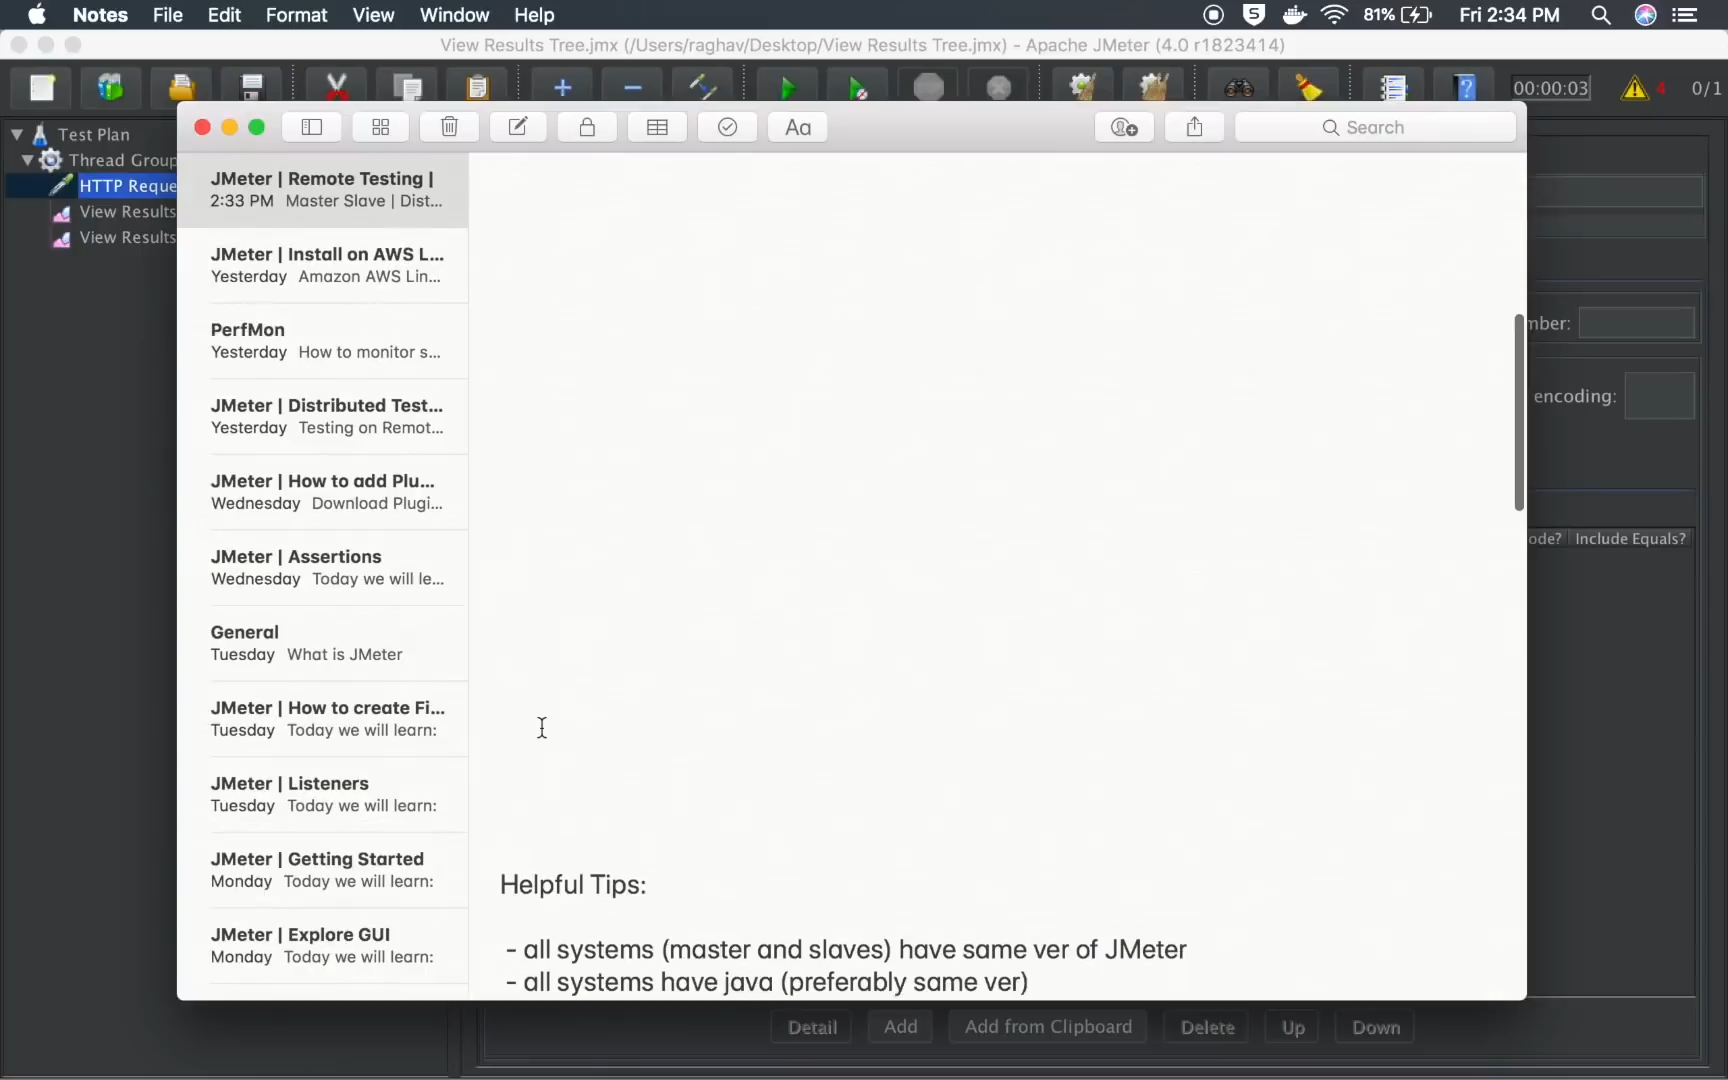 Notes File Edit Format View Window Help 81% Fri 2:34 PM
View Results Tree.jmx (/Users/raghav/Desktop/View Results Tree.jmx) - Apache JMeter (4.0 r1823414)
00:00:03 4 0/1
Aa Search
Test Plan
Thread Group
HTTP Reque
View Results
View Results
JMeter | Remote Testing |
2:33 PM Master Slave | Dist...
JMeter | Install on AWS L...
Yesterday Amazon AWS Lin...
PerfMon
Yesterday How to monitor s...
JMeter | Distributed Test...
Yesterday Testing on Remot...
JMeter | How to add Plu...
Wednesday Download Plugi...
JMeter | Assertions
Wednesday Today we will le...
General
Tuesday What is JMeter
JMeter | How to create Fi...
Tuesday Today we will learn:
JMeter | Listeners
Tuesday Today we will learn:
JMeter | Getting Started
Monday Today we will learn:
JMeter | Explore GUI
Monday Today we will learn:
Helpful Tips:
- all systems (master and slaves) have same ver of JMeter
- all systems have java (preferably same ver)
mber:
encoding:
ode? Include Equals?
Detail Add Add from Clipboard Delete Up Down